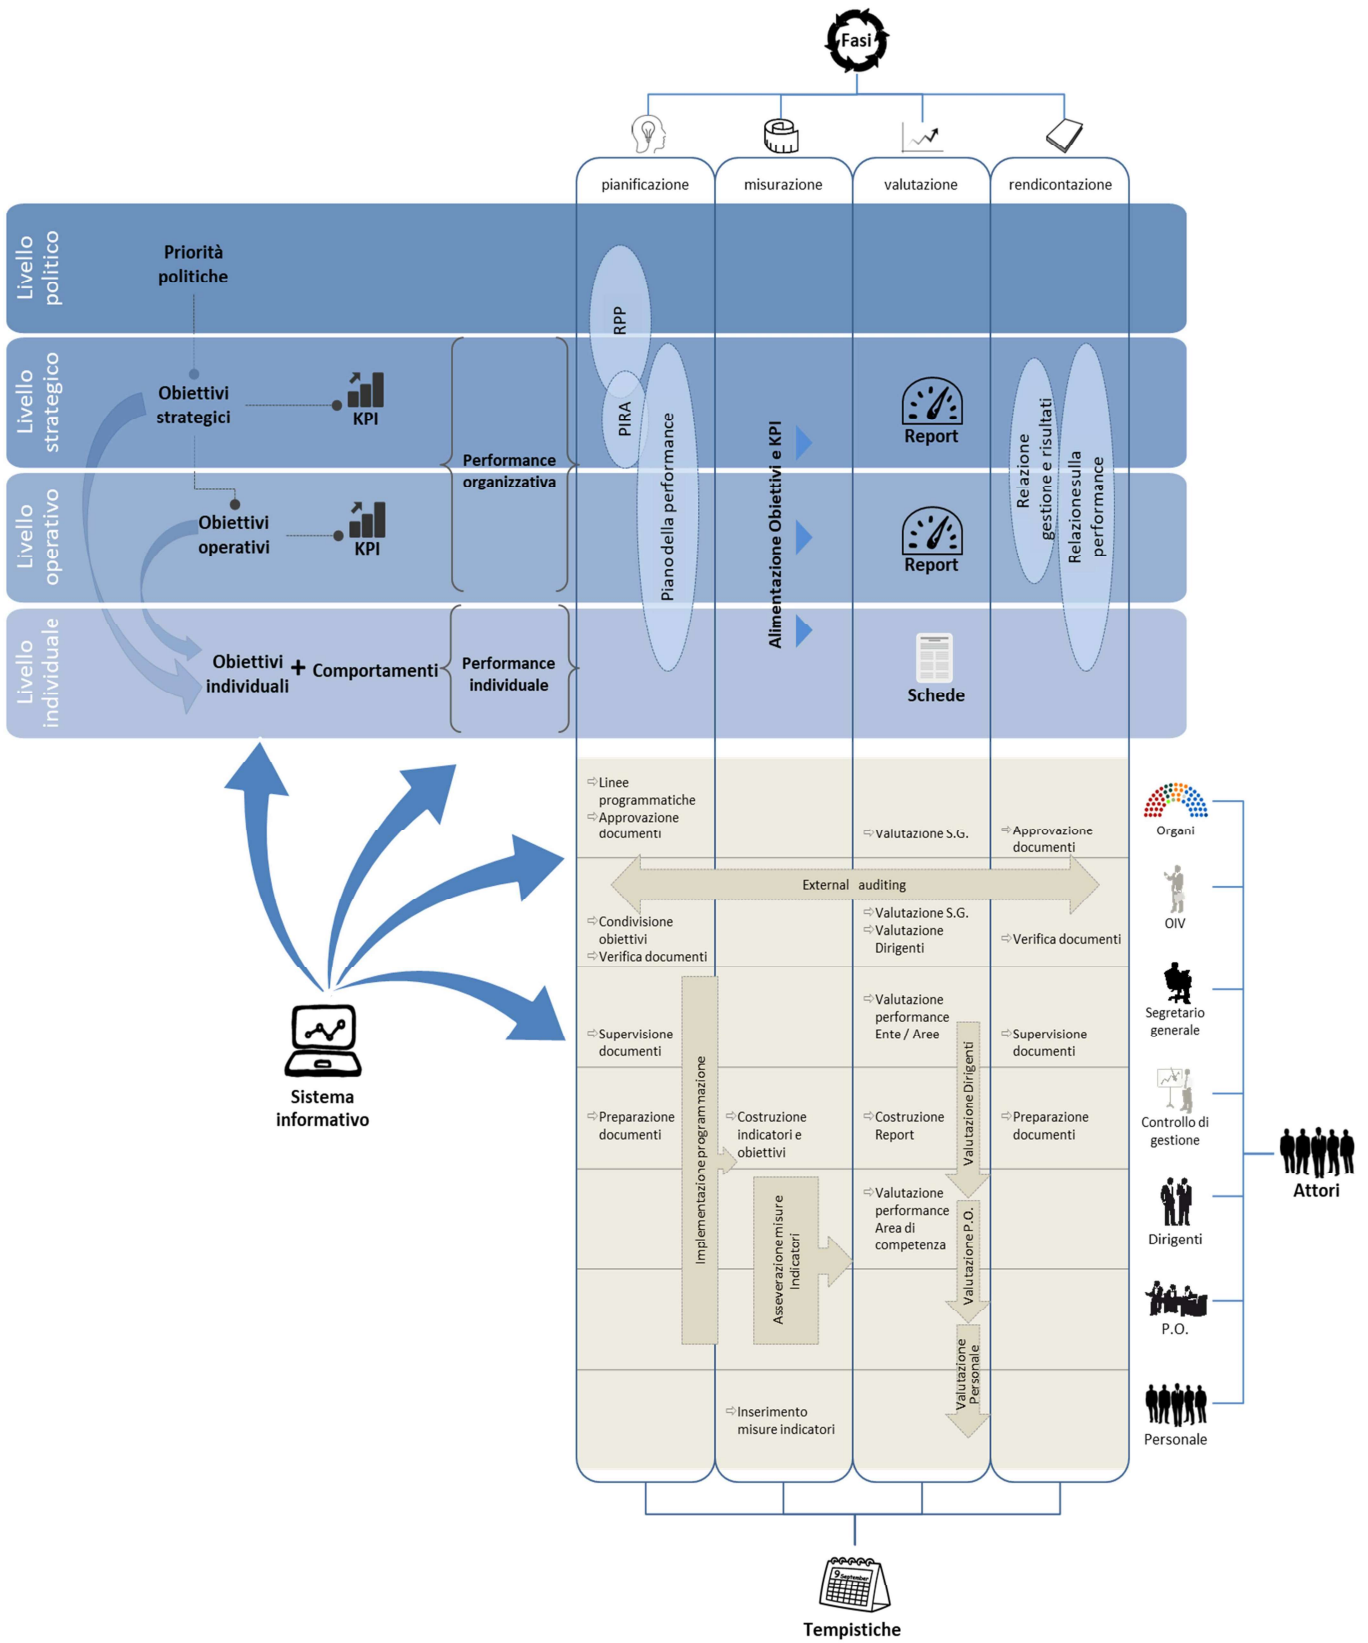 Fasi
pianificazione
misurazione
valutazione
rendicontazione
Livello
politico
Priorità
politiche
RPP
Livello
strategico
Obiettivi
strategici
KPI
Performance
organizzativa
PIRA
Piano della performance
Alimentazione Obiettivi e KPI
Report
Relazione
gestione e risultati
Relazione sulla
performance
Livello
operativo
Obiettivi
operativi
KPI
Report
Livello
individuale
Obiettivi
individuali
+
Comportamenti
Performance
individuale
Schede
Linee
programmatiche
Approvazione
documenti
Valutazione S.G.
Approvazione
documenti
Organi
External auditing
Condivisione
obiettivi
Verifica documenti
Valutazione S.G.
Valutazione
Dirigenti
Verifica documenti
OIV
Supervisione
documenti
Valutazione
performance
Ente / Aree
Supervisione
documenti
Segretario
generale
Implementazione programmazione
Valutazione Dirigenti
Preparazione
documenti
Costruzione
indicatori e
obiettivi
Costruzione
Report
Preparazione
documenti
Controllo di
gestione
Asseverazione misure
Indicatori
Valutazione
performance
Area di
competenza
Valutazione P.O.
Dirigenti
P.O.
Valutazione
Personale
Inserimento
misure indicatori
Personale
Attori
Sistema
informativo
9 September
Tempistiche